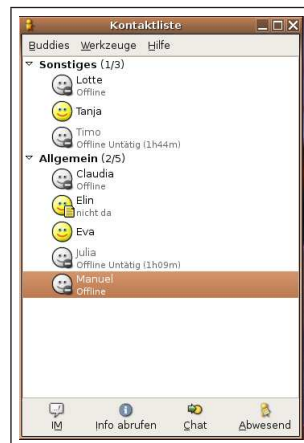 Kontaktliste
Buddies Werkzeuge Hilfe
Sonstiges (1/3)
Lotte
Offline
Tanja
Timo
Offline Untätig (1h44m)
Allgemein (2/5)
Claudia
Offline
Elin
nicht da
Eva
Julia
Offline Untätig (1h09m)
Manuel
Offline
IM Info abrufen Chat Abwesend